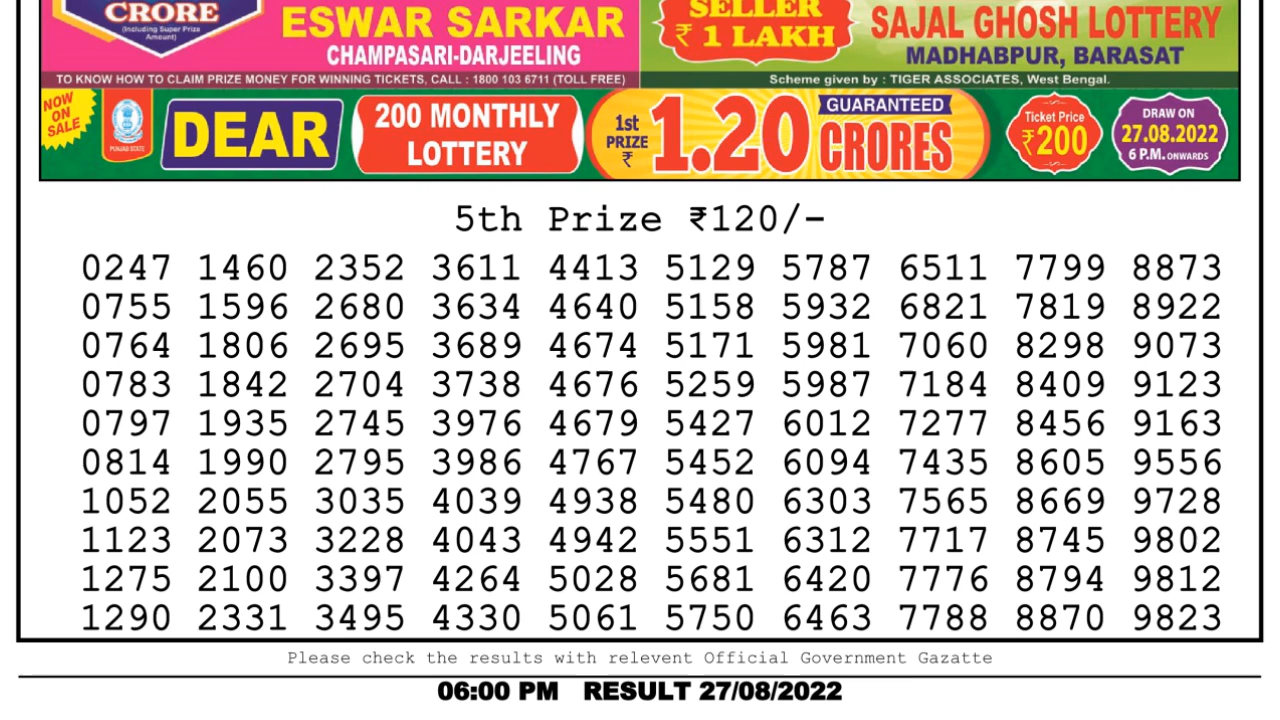 CRORE
(Including Super Prize
Amount)
ESWAR SARKAR
CHAMPASARI-DARJEELING
SELLER
₹ 1 LAKH
SAJAL GHOSH LOTTERY
MADHABPUR, BARASAT
TO KNOW HOW TO CLAIM PRIZE MONEY FOR WINNING TICKETS, CALL : 1800 103 6711 (TOLL FREE)
Scheme given by : TIGER ASSOCIATES, West Bengal.
NOW
ON
SALE
PUNJAB STATE
DEAR
200 MONTHLY
LOTTERY
1st
PRIZE
₹
1.20
GUARANTEED
CRORES
Ticket Price
₹200
DRAW ON
27.08.2022
6 P.M. ONWARDS
5th Prize ₹120/-
0247 1460 2352 3611 4413 5129 5787 6511 7799 8873
0755 1596 2680 3634 4640 5158 5932 6821 7819 8922
0764 1806 2695 3689 4674 5171 5981 7060 8298 9073
0783 1842 2704 3738 4676 5259 5987 7184 8409 9123
0797 1935 2745 3976 4679 5427 6012 7277 8456 9163
0814 1990 2795 3986 4767 5452 6094 7435 8605 9556
1052 2055 3035 4039 4938 5480 6303 7565 8669 9728
1123 2073 3228 4043 4942 5551 6312 7717 8745 9802
1275 2100 3397 4264 5028 5681 6420 7776 8794 9812
1290 2331 3495 4330 5061 5750 6463 7788 8870 9823
Please check the results with relevent Official Government Gazatte
06:00 PM RESULT 27/08/2022